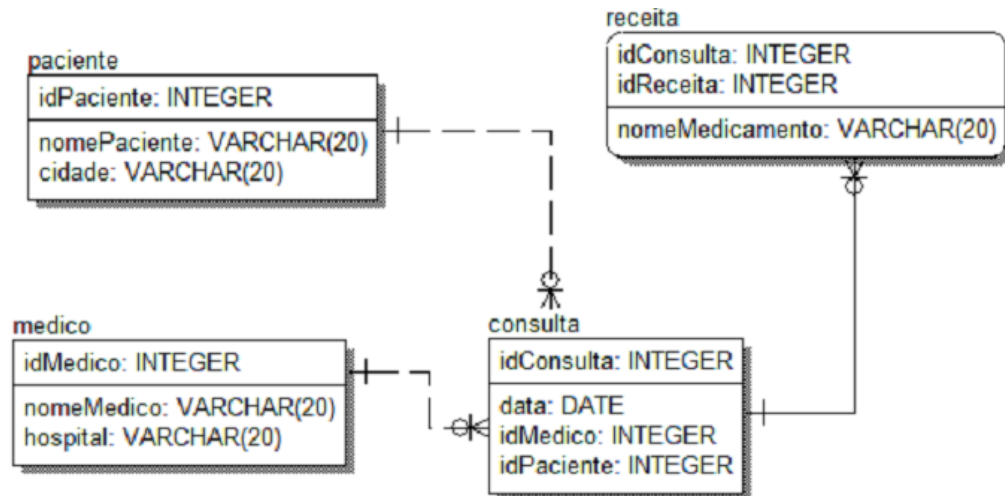 paciente
idPaciente: INTEGER
nomePaciente: VARCHAR(20)
cidade: VARCHAR(20)
receita
idConsulta: INTEGER
idReceita: INTEGER
nomeMedicamento: VARCHAR(20)
medico
idMedico: INTEGER
nomeMedico: VARCHAR(20)
hospital: VARCHAR(20)
consulta
idConsulta: INTEGER
data: DATE
idMedico: INTEGER
idPaciente: INTEGER